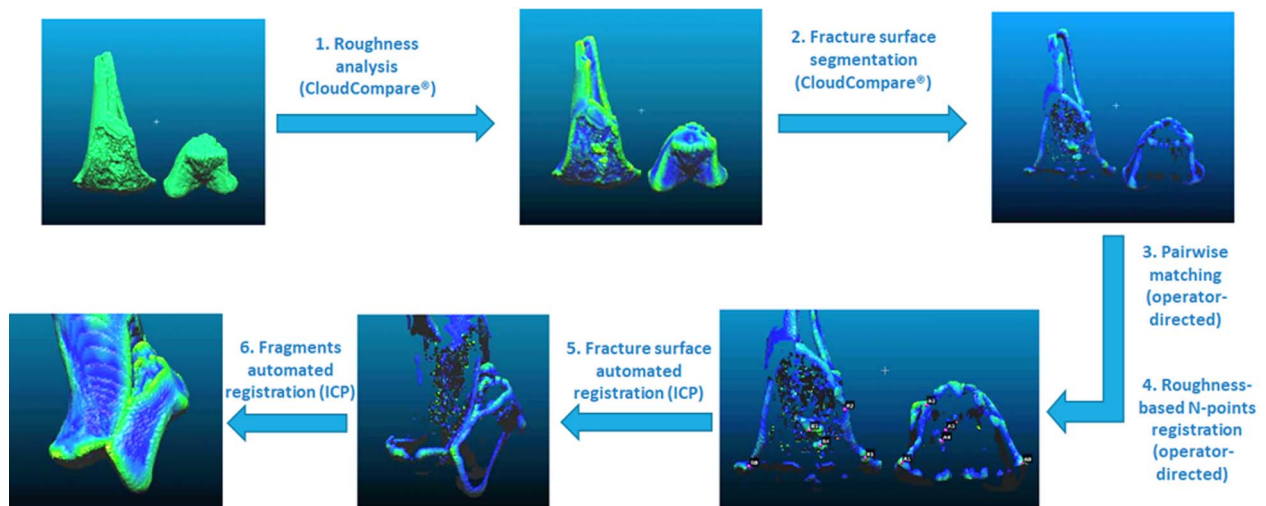 1. Roughness
analysis
(CloudCompare®)
2. Fracture surface
segmentation
(CloudCompare®)
3. Pairwise
matching
(operator-
directed)
4. Roughness-
based N-points
registration
(operator-
directed)
5. Fracture surface
automated
registration (ICP)
6. Fragments
automated
registration (ICP)